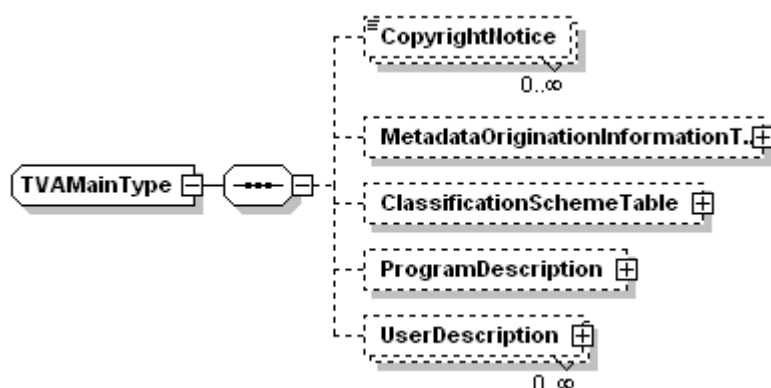 CopyrightNotice
0..∞
MetadataOriginationInformationT..
TVAMainType
ClassificationSchemeTable
ProgramDescription
UserDescription
0..∞